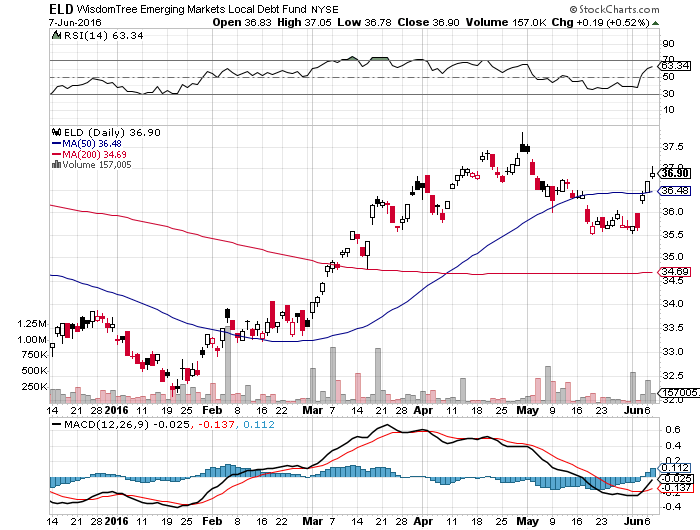 ELD WisdomTree Emerging Markets Local Debt Fund NYSE © StockCharts.com
7-Jun-2016 Open 36.83 High 37.05 Low 36.78 Close 36.90 Volume 157.0K Chg +0.19 (+0.52%)
RSI(14) 63.34
90
70
63.34
50
30
10
ELD (Daily) 36.90
MA(50) 36.48
MA(200) 34.69
Volume 157,005
37.5
37.0
36.90
36.48
36.0
35.5
35.0
34.69
34.5
34.0
33.5
33.0
32.5
32.0
1.25M
1.00M
750K
500K
250K
157005
14 21 28 2016 11 19 25 Feb 8 16 22 Mar 7 14 21 28 Apr 11 18 25 May 9 16 23 Jun 6
MACD(12,26,9) -0.025, -0.137, 0.112
0.6
0.4
0.2
0.112
-0.025
-0.137
-0.4
14 21 28 2016 11 19 25 Feb 8 16 22 Mar 7 14 21 28 Apr 11 18 25 May 9 16 23 Jun 6